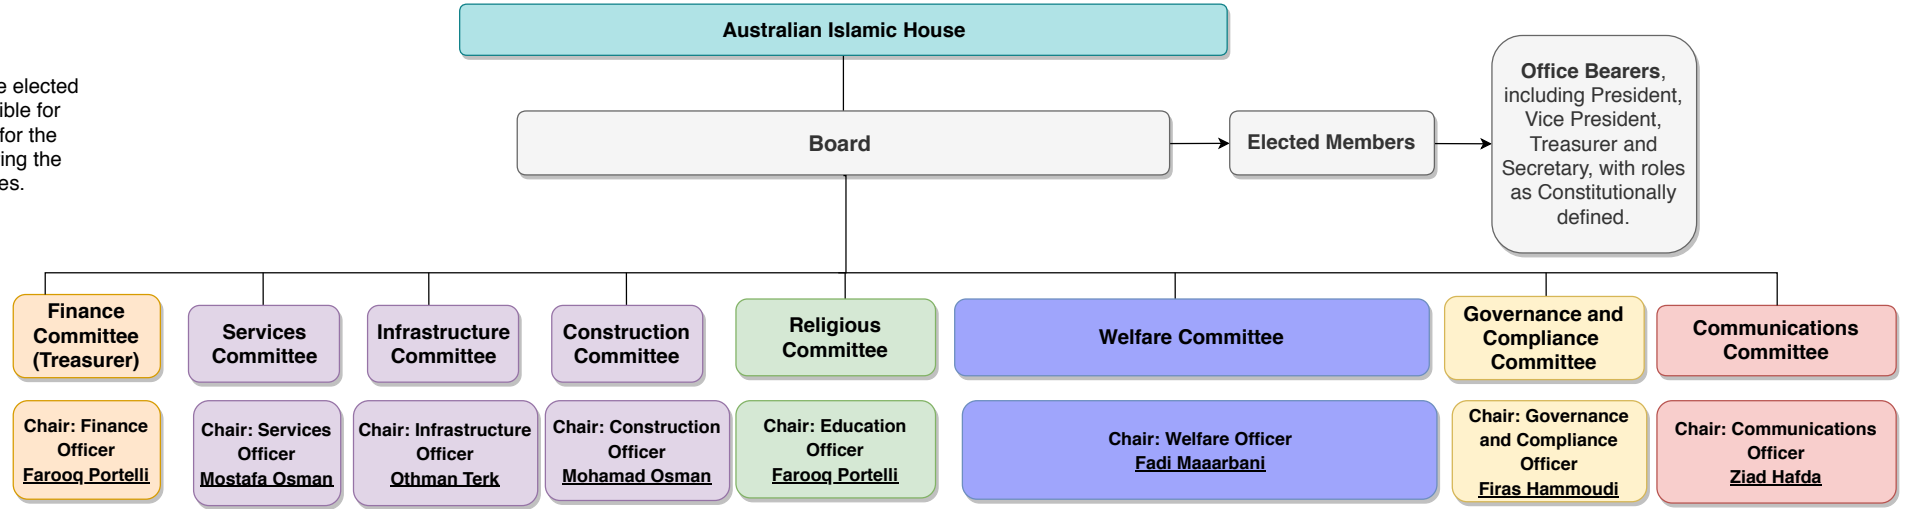 Australian Islamic House
e elected
ible for
for the
ing the
es.
Board
Elected Members
Office Bearers,
including President,
Vice President,
Treasurer and
Secretary, with roles
as Constitutionally
defined.
Finance
Committee
(Treasurer)
Services
Committee
Infrastructure
Committee
Construction
Committee
Religious
Committee
Welfare Committee
Governance and
Compliance
Committee
Communications
Committee
Chair: Finance
Officer
Farooq Portelli
Chair: Services
Officer
Mostafa Osman
Chair: Infrastructure
Officer
Othman Terk
Chair: Construction
Officer
Mohamad Osman
Chair: Education
Officer
Farooq Portelli
Chair: Welfare Officer
Fadi Maaarbani
Chair: Governance
and Compliance
Officer
Firas Hammoudi
Chair: Communications
Officer
Ziad Hafda